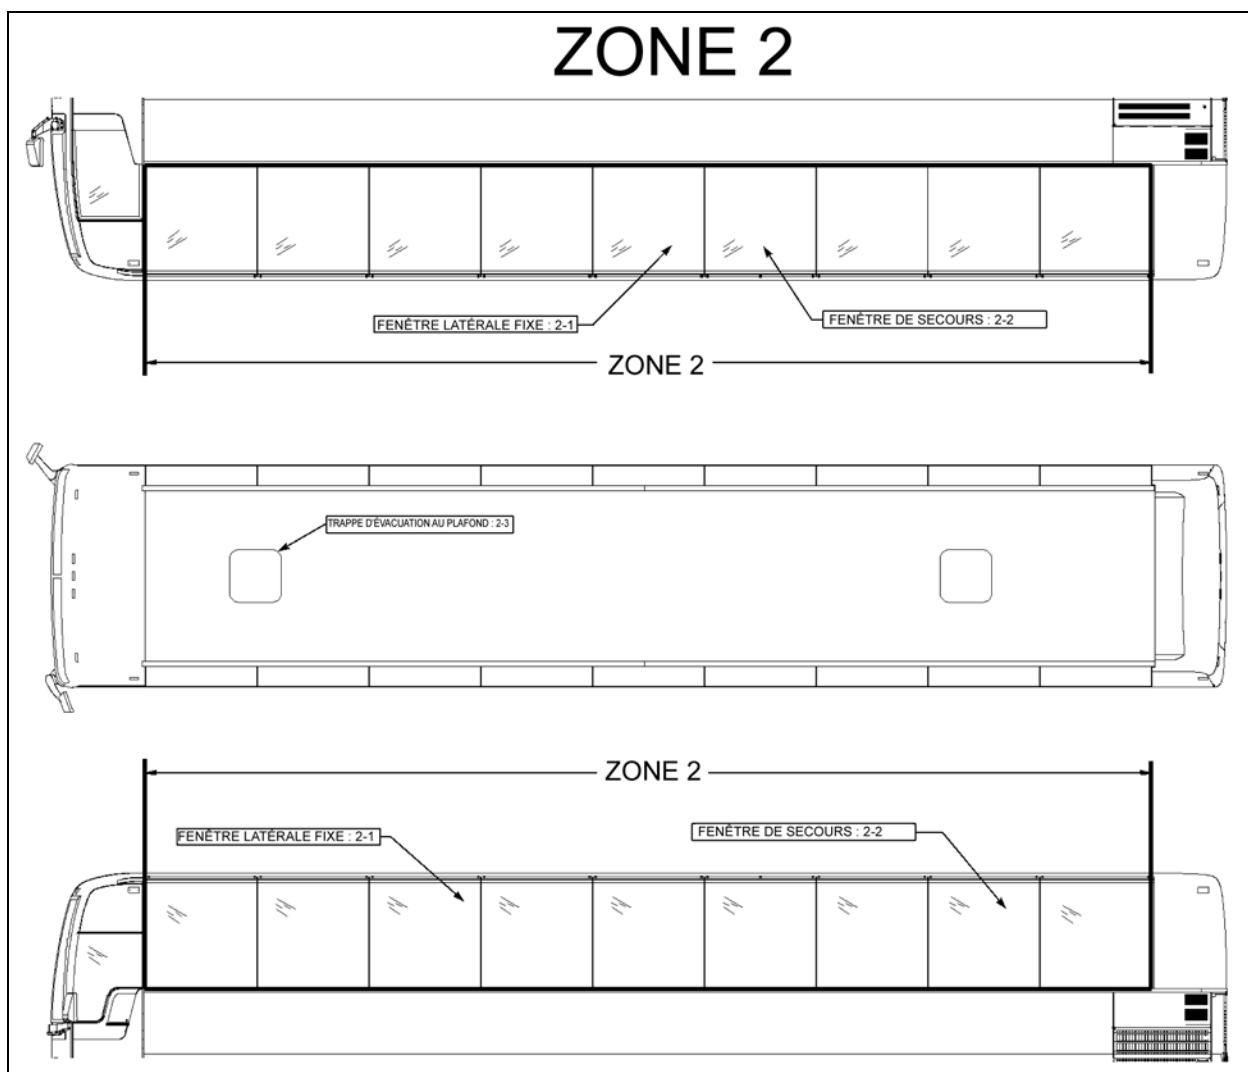 ZONE 2
FENÊTRE LATÉRALE FIXE : 2-1
FENÊTRE DE SECOURS : 2-2
ZONE 2
TRAPPE D'ÉVACUATION AU PLAFOND : 2-3
ZONE 2
FENÊTRE LATÉRALE FIXE : 2-1
FENÊTRE DE SECOURS : 2-2